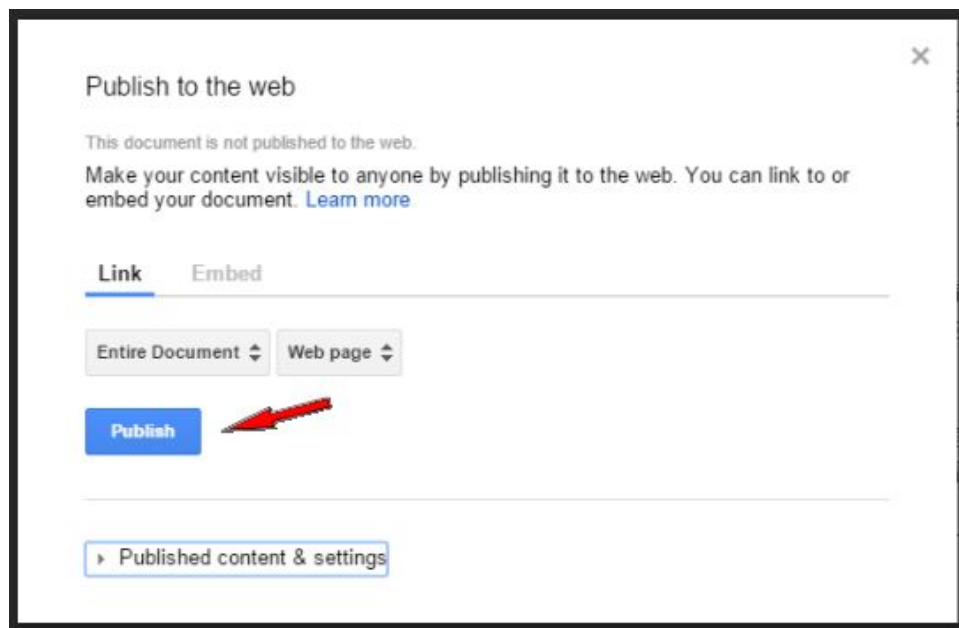 Publish to the web
This document is not published to the web.
Make your content visible to anyone by publishing it to the web. You can link to or
embed your document. Learn more
Link Embed
Entire Document Web page
Publish
Published content & settings